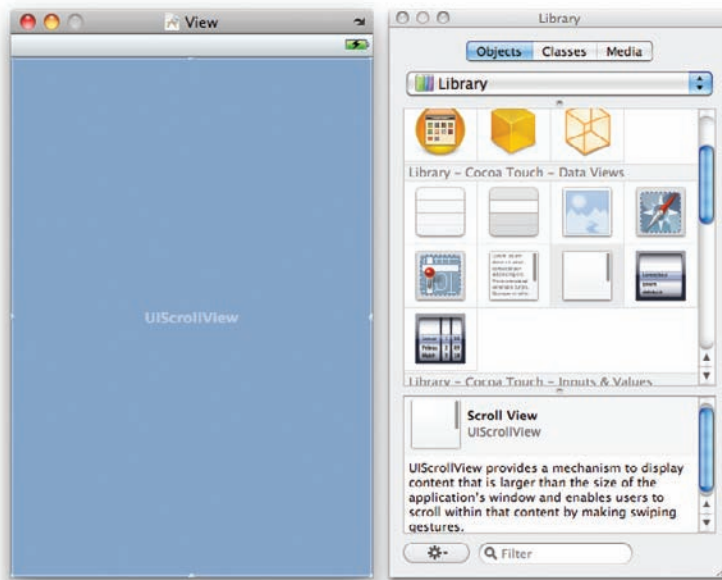 View
UIScrollView
Library
Objects Classes Media
Library
Library – Cocoa Touch – Data Views
Library – Cocoa Touch – Inputs & Values
Scroll View
UIScrollView
UIScrollView provides a mechanism to display
content that is larger than the size of the
application's window and enables users to
scroll within that content by making swiping
gestures.
Filter